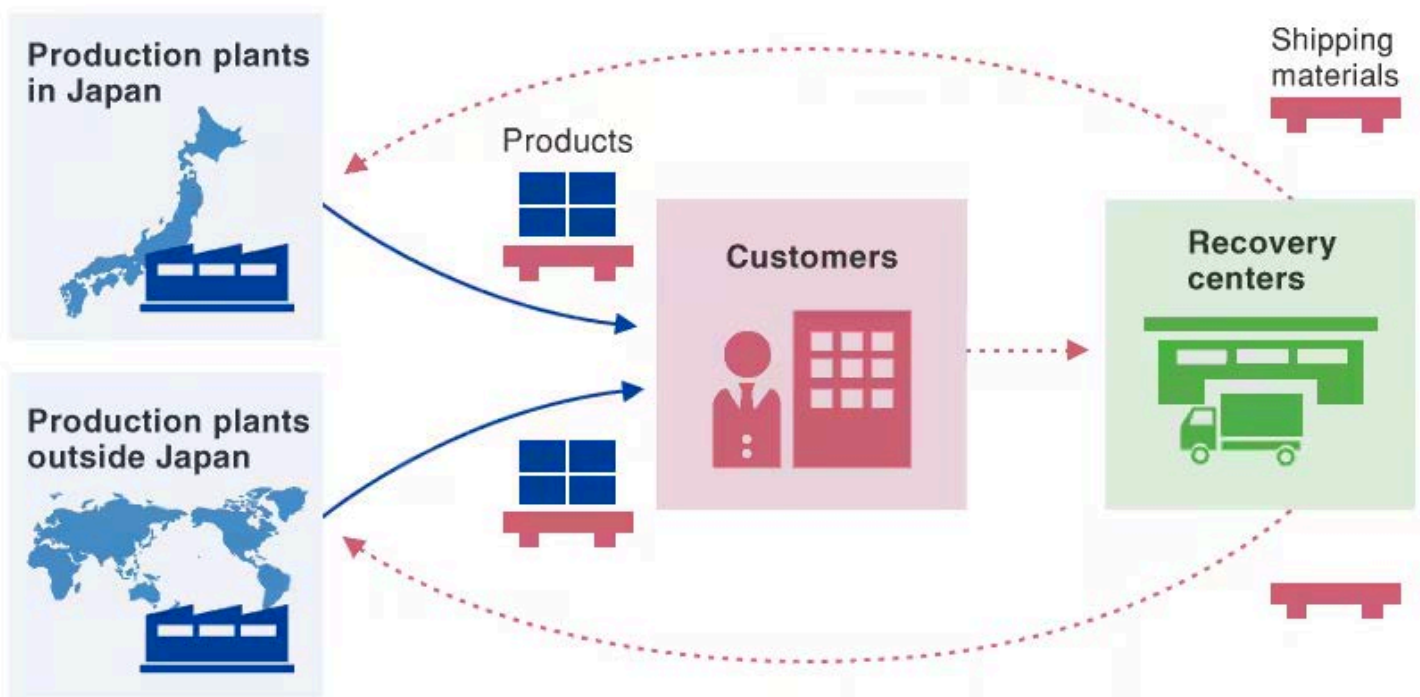 Production plants
in Japan
Products
Shipping
materials
Customers
Recovery
centers
Production plants
outside Japan